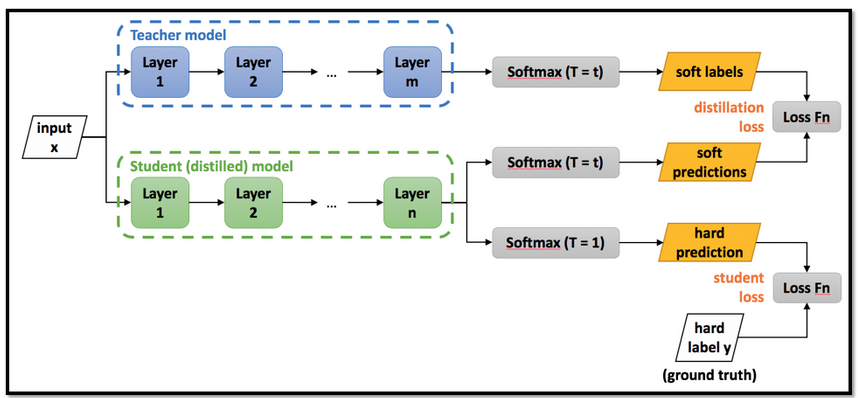 Teacher model
Layer
1
Layer
2
...
Layer
m
Softmax (T = t)
soft labels
distillation
loss
Loss Fn
input
x
Student (distilled) model
Layer
1
Layer
2
...
Layer
n
Softmax (T = t)
soft
predictions
Softmax (T = 1)
hard
prediction
student
loss
Loss Fn
hard
label y
(ground truth)